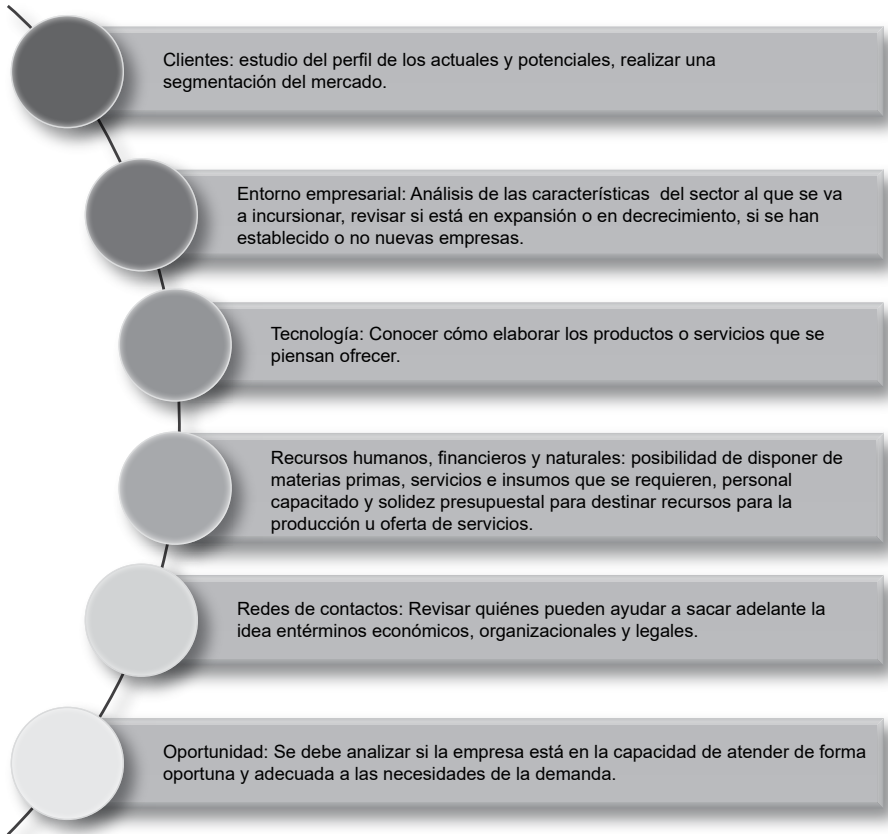 Clientes: estudio del perfil de los actuales y potenciales, realizar una
segmentación del mercado.
Entorno empresarial: Análisis de las características del sector al que se va
a incursionar, revisar si está en expansión o en decrecimiento, si se han
establecido o no nuevas empresas.
Tecnología: Conocer cómo elaborar los productos o servicios que se
piensan ofrecer.
Recursos humanos, financieros y naturales: posibilidad de disponer de
materias primas, servicios e insumos que se requieren, personal
capacitado y solidez presupuestal para destinar recursos para la
producción u oferta de servicios.
Redes de contactos: Revisar quiénes pueden ayudar a sacar adelante la
idea entérminos económicos, organizacionales y legales.
Oportunidad: Se debe analizar si la empresa está en la capacidad de atender de forma
oportuna y adecuada a las necesidades de la demanda.